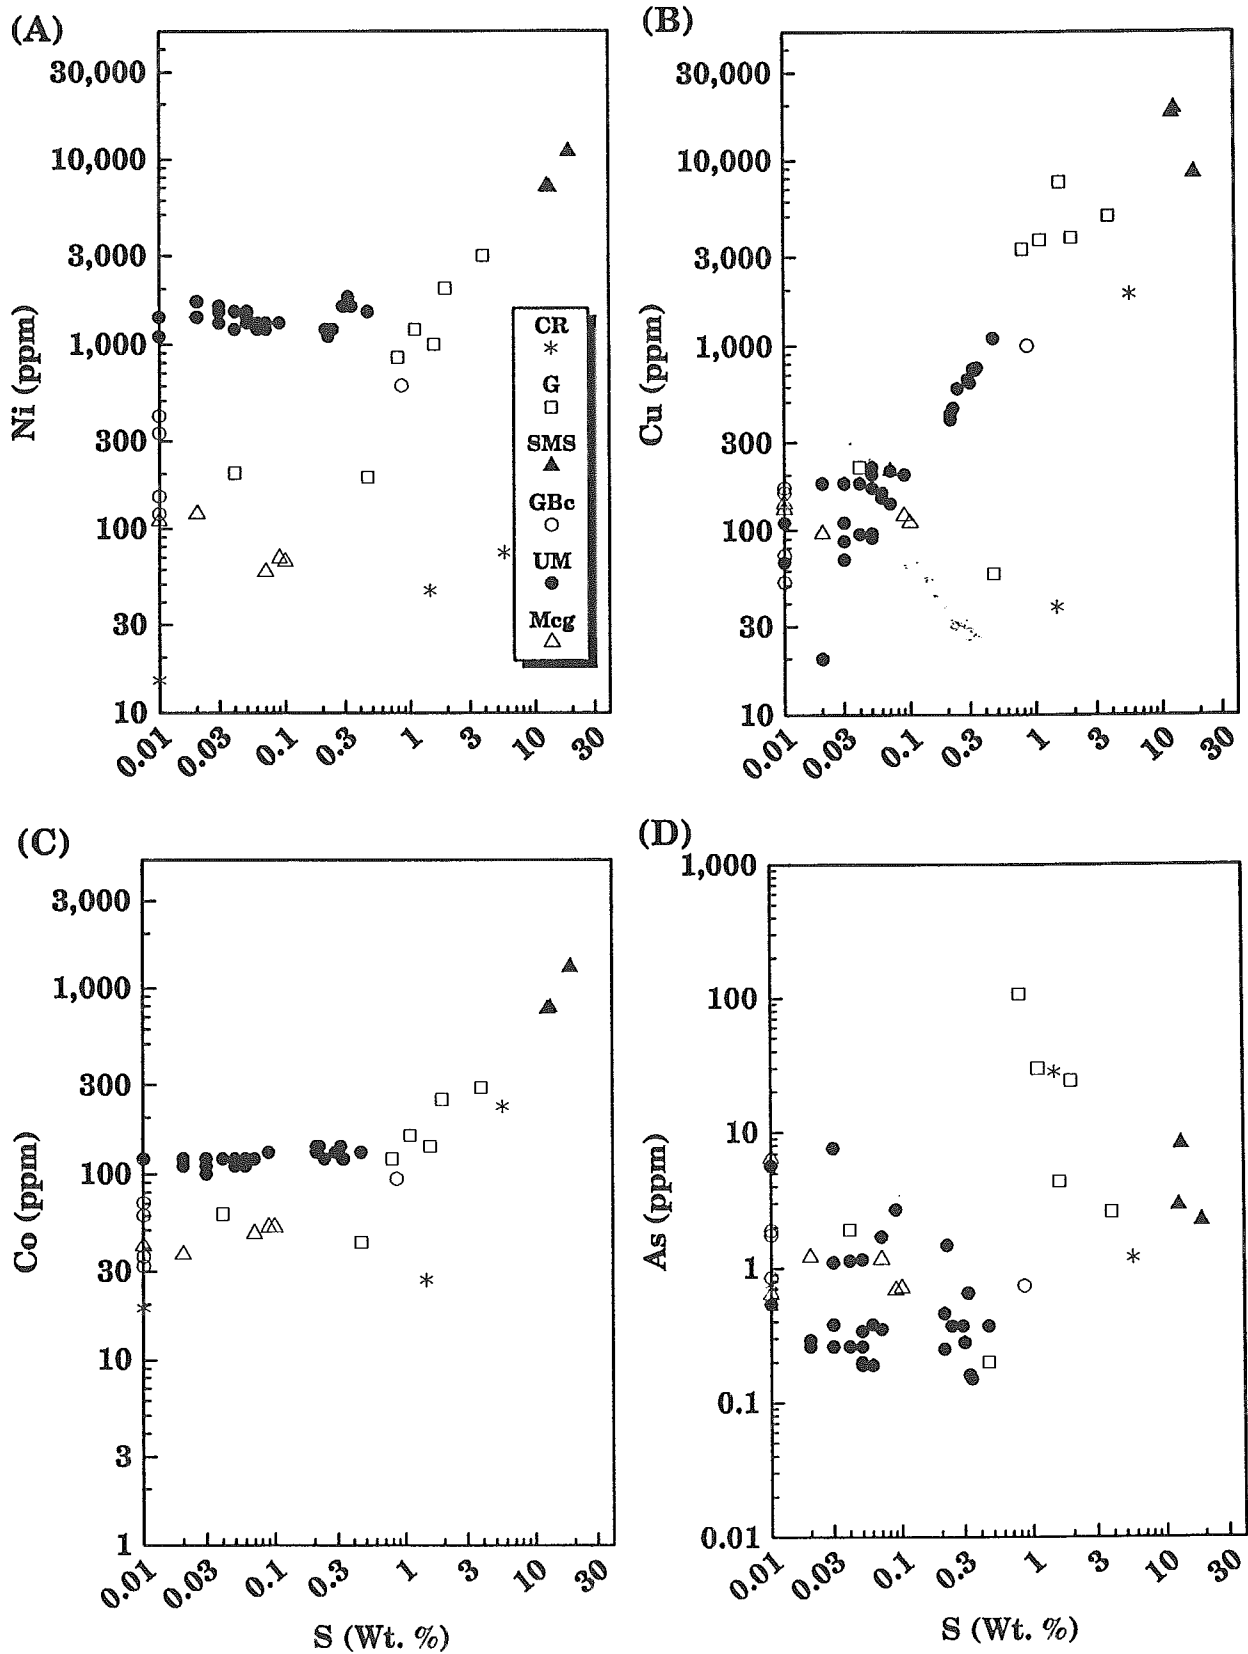 (A)
30,000
10,000
3,000
1,000
300
100
30
10
Ni (ppm)
0.01 0.03 0.1 0.3 1 3 10 30
CR
G
SMS
GBc
UM
Mcg
(B)
30,000
10,000
3,000
1,000
300
100
30
10
Cu (ppm)
0.01 0.03 0.1 0.3 1 3 10 30
(C)
3,000
1,000
300
100
30
10
3
1
Co (ppm)
0.01 0.03 0.1 0.3 1 3 10 30
S (Wt. %)
(D)
1,000
100
10
1
0.1
0.01
As (ppm)
0.01 0.03 0.1 0.3 1 3 10 30
S (Wt. %)